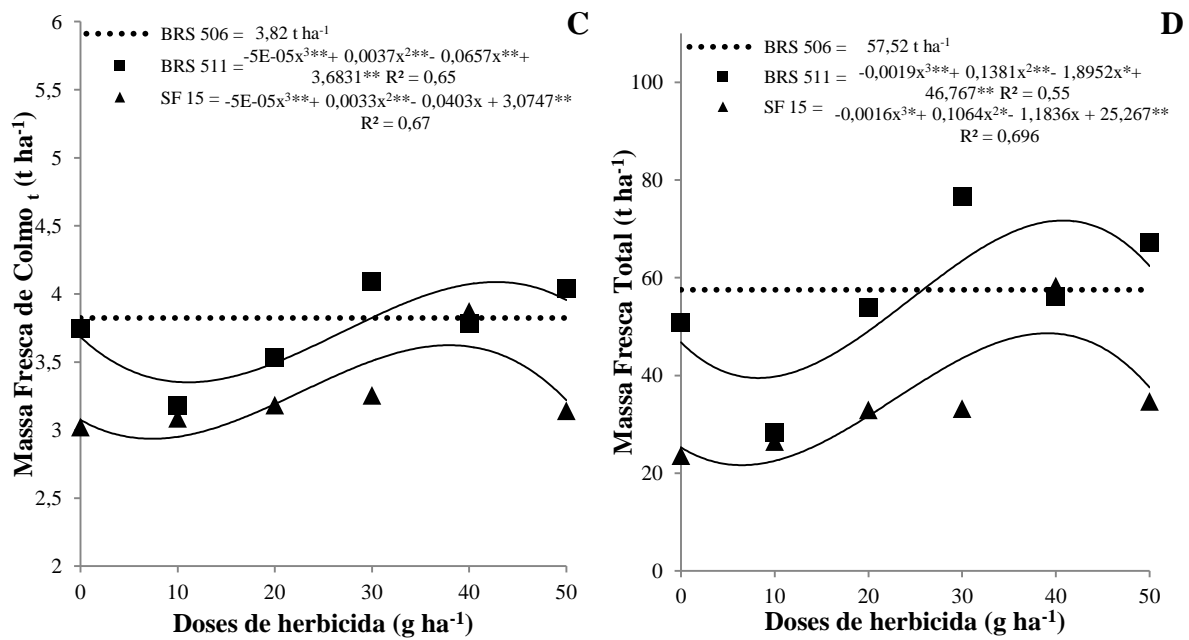 C
BRS 506 = 3,82 t ha-1
BRS 511 = -5E-05x3**+ 0,0037x2**- 0,0657x**+
3,6831** R² = 0,65
SF 15 = -5E-05x3**+ 0,0033x2**- 0,0403x + 3,0747**
R² = 0,67
Massa Fresca de Colmo t (t ha-1)
6
5,5
5
4,5
4
3,5
3
2,5
2
0 10 20 30 40 50
Doses de herbicida (g ha-1)
D
BRS 506 = 57,52 t ha-1
BRS 511 = -0,0019x3**+ 0,1381x2**- 1,8952x*+
46,767** R² = 0,55
SF 15 = -0,0016x3*+ 0,1064x2*- 1,1836x + 25,267**
R² = 0,696
Massa Fresca Total (t ha-1)
100
80
60
40
20
0
0 10 20 30 40 50
Doses de herbicida (g ha-1)